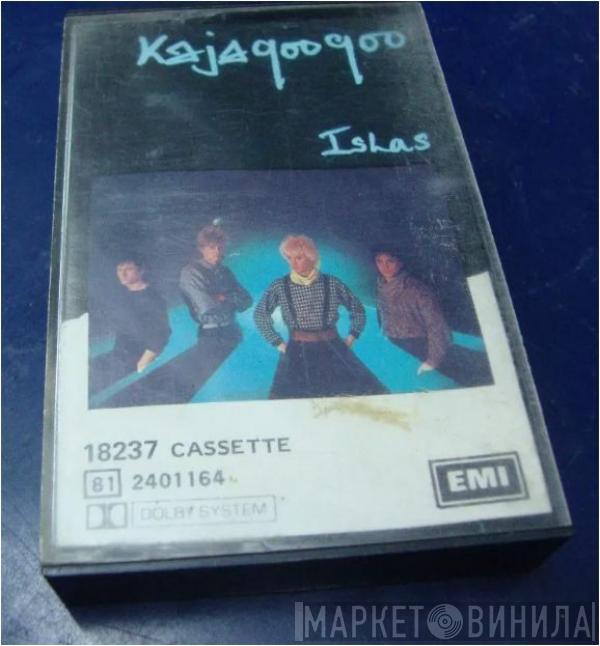 Kajagoogoo
Islas
18237 CASSETTE
81 2401164
EMI
DOLBY SYSTEM
МАРКЕТ ВИНИЛА